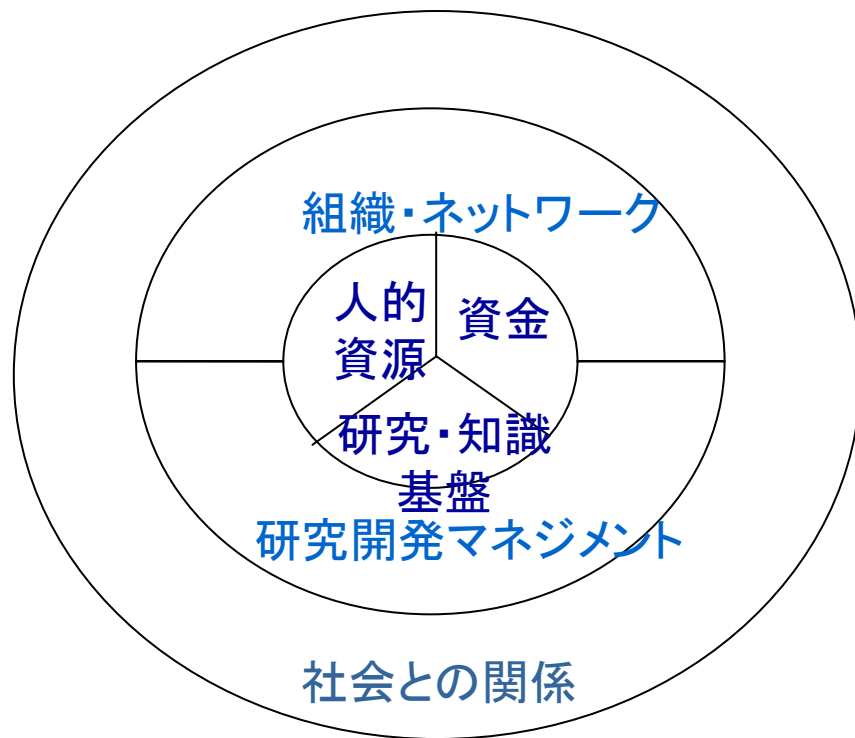 組織・ネットワーク
人的
資源
資金
研究・知識
基盤
研究開発マネジメント
社会との関係